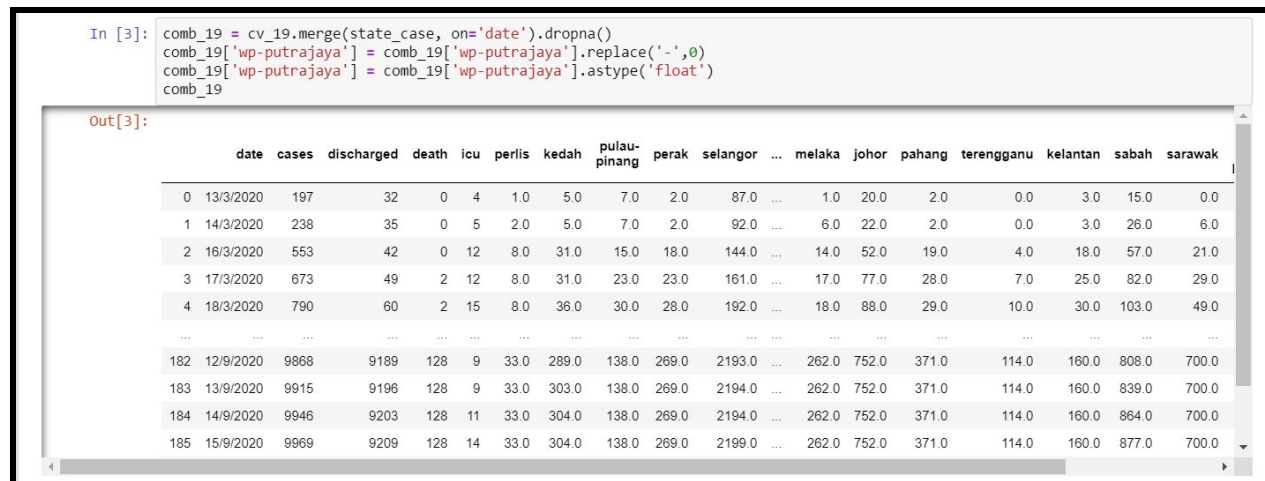 In [3]: comb_19 = cv_19.merge(state_case, on='date').dropna()
comb_19['wp-putrajaya'] = comb_19['wp-putrajaya'].replace('-',0)
comb_19['wp-putrajaya'] = comb_19['wp-putrajaya'].astype('float')
comb_19
Out[3]:
date cases discharged death icu perlis kedah pulau-pinang perak selangor ... melaka johor pahang terengganu kelantan sabah sarawak
0 13/3/2020 197 32 0 4 1.0 5.0 7.0 2.0 87.0 ... 1.0 20.0 2.0 0.0 3.0 15.0 0.0
1 14/3/2020 238 35 0 5 2.0 5.0 7.0 2.0 92.0 ... 6.0 22.0 2.0 0.0 3.0 26.0 6.0
2 16/3/2020 553 42 0 12 8.0 31.0 15.0 18.0 144.0 ... 14.0 52.0 19.0 4.0 18.0 57.0 21.0
3 17/3/2020 673 49 2 12 8.0 31.0 23.0 23.0 161.0 ... 17.0 77.0 28.0 7.0 25.0 82.0 29.0
4 18/3/2020 790 60 2 15 8.0 36.0 30.0 28.0 192.0 ... 18.0 88.0 29.0 10.0 30.0 103.0 49.0
... ... ... ... ... ... ... ... ... ... ... ... ... ... ... ... ... ... ...
182 12/9/2020 9868 9189 128 9 33.0 289.0 138.0 269.0 2193.0 ... 262.0 752.0 371.0 114.0 160.0 808.0 700.0
183 13/9/2020 9915 9196 128 9 33.0 303.0 138.0 269.0 2194.0 ... 262.0 752.0 371.0 114.0 160.0 839.0 700.0
184 14/9/2020 9946 9203 128 11 33.0 304.0 138.0 269.0 2194.0 ... 262.0 752.0 371.0 114.0 160.0 864.0 700.0
185 15/9/2020 9969 9209 128 14 33.0 304.0 138.0 269.0 2199.0 ... 262.0 752.0 371.0 114.0 160.0 877.0 700.0